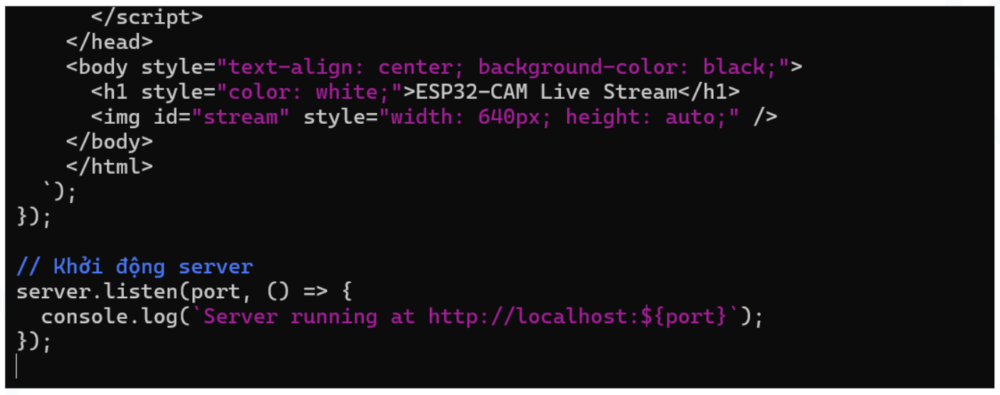 </script>
</head>
<body style="text-align: center; background-color: black;">
<h1 style="color: white;">ESP32-CAM Live Stream</h1>
<img id="stream" style="width: 640px; height: auto;" />
</body>
</html>
`);
});
// Khởi động server
server.listen(port, () => {
console.log(`Server running at http://localhost:${port}`);
});